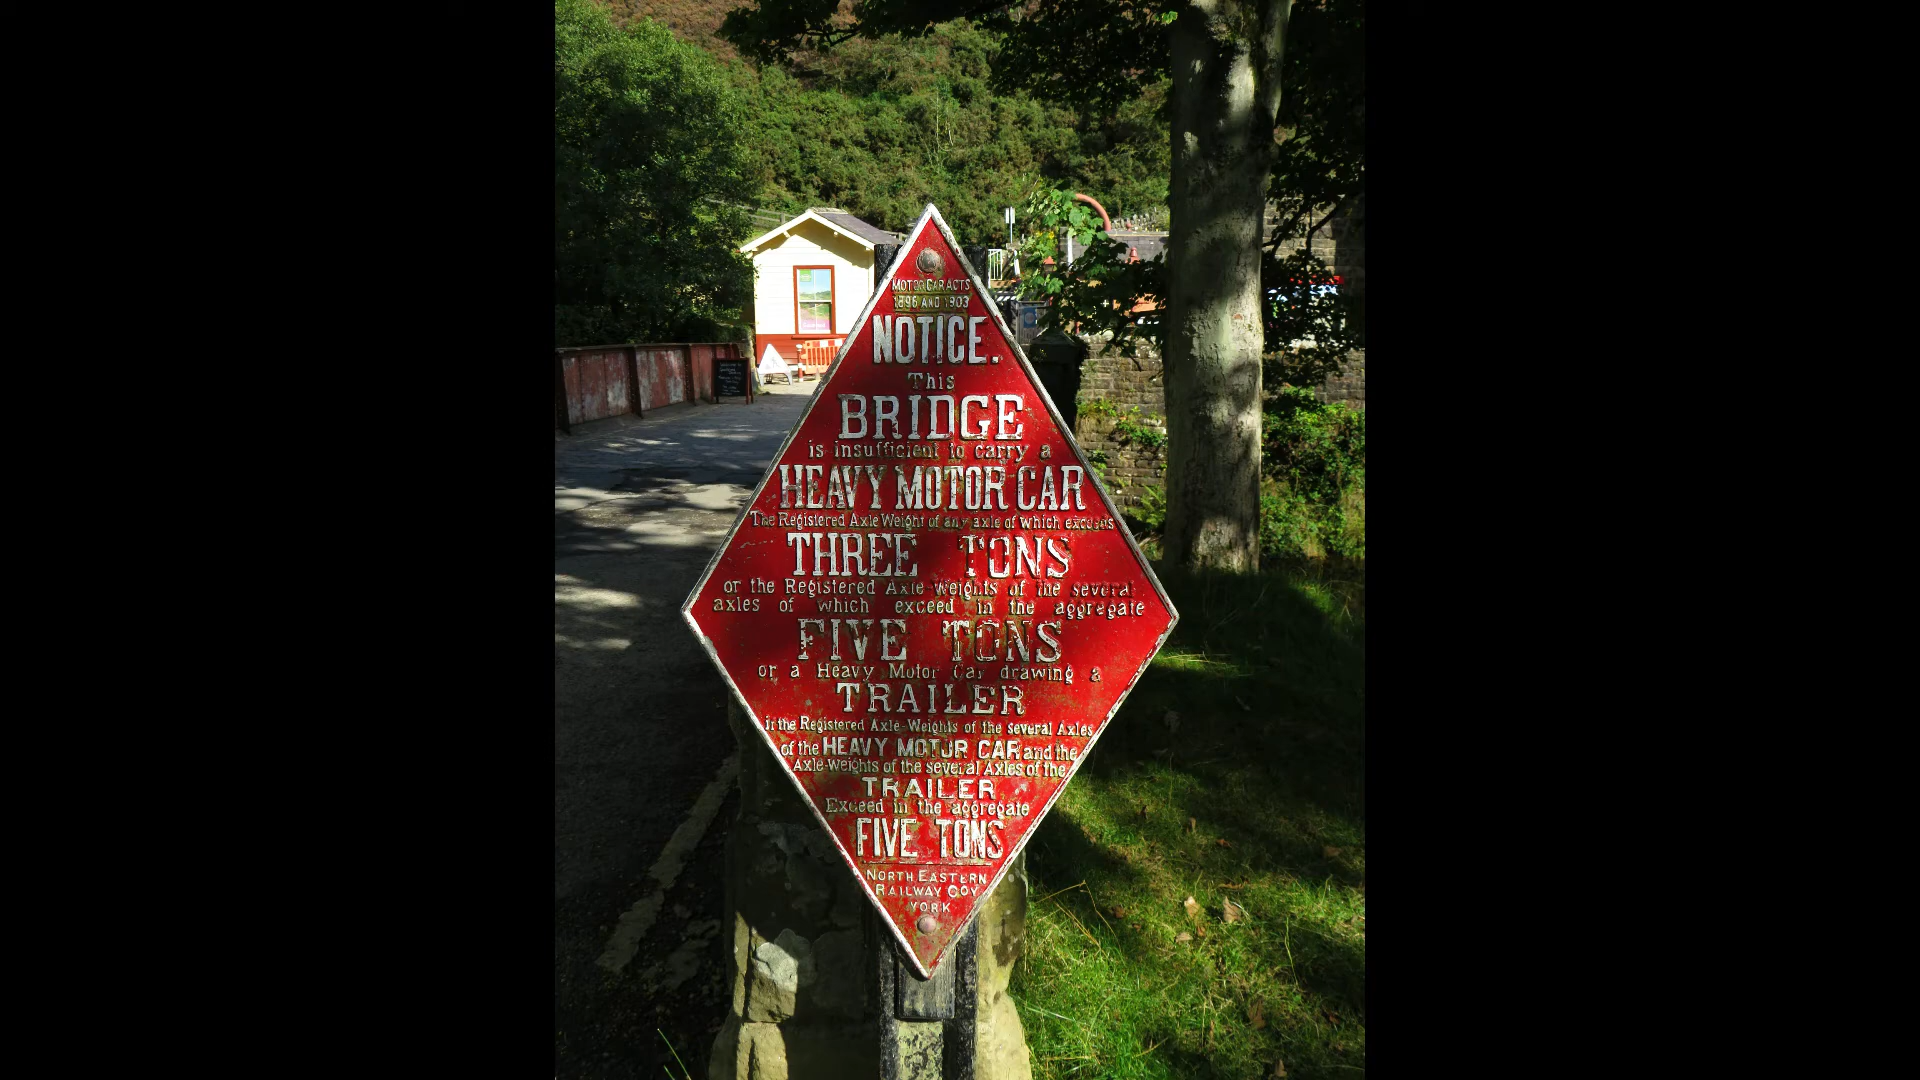 MOTOR CAR ACTS
1896 AND 1903
NOTICE.
This
BRIDGE
is insufficient to carry a
HEAVY MOTOR CAR
The Registered Axle Weight of any axle of which exceeds
THREE TONS
or the Registered Axle-Weights of the several
axles of which exceed in the aggregate
FIVE TONS
or a Heavy Motor Car drawing a
TRAILER
if the Registered Axle-Weights of the several Axles
of the HEAVY MOTOR CAR and the
Axle-Weights of the several Axles of the
TRAILER
Exceed in the aggregate
FIVE TONS
NORTH EASTERN
RAILWAY COY
YORK